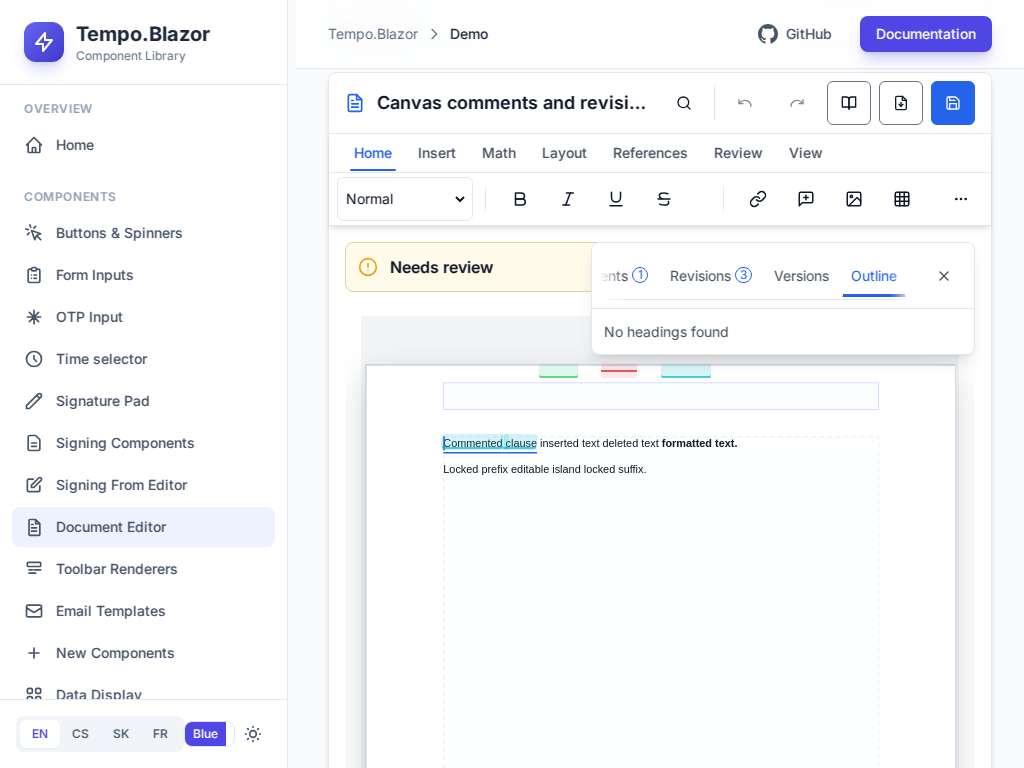 Tempo.Blazor
Component Library
OVERVIEW
Home
COMPONENTS
Buttons & Spinners
Form Inputs
OTP Input
Time selector
Signature Pad
Signing Components
Signing From Editor
Document Editor
Toolbar Renderers
Email Templates
New Components
Data Display
EN CS SK FR Blue
Tempo.Blazor > Demo
GitHub
Documentation
Canvas comments and revisi...
Home Insert Math Layout References Review View
Normal
Needs review
ents 1 Revisions 3 Versions Outline
No headings found
Commented clause inserted text deleted text formatted text.
Locked prefix editable island locked suffix.